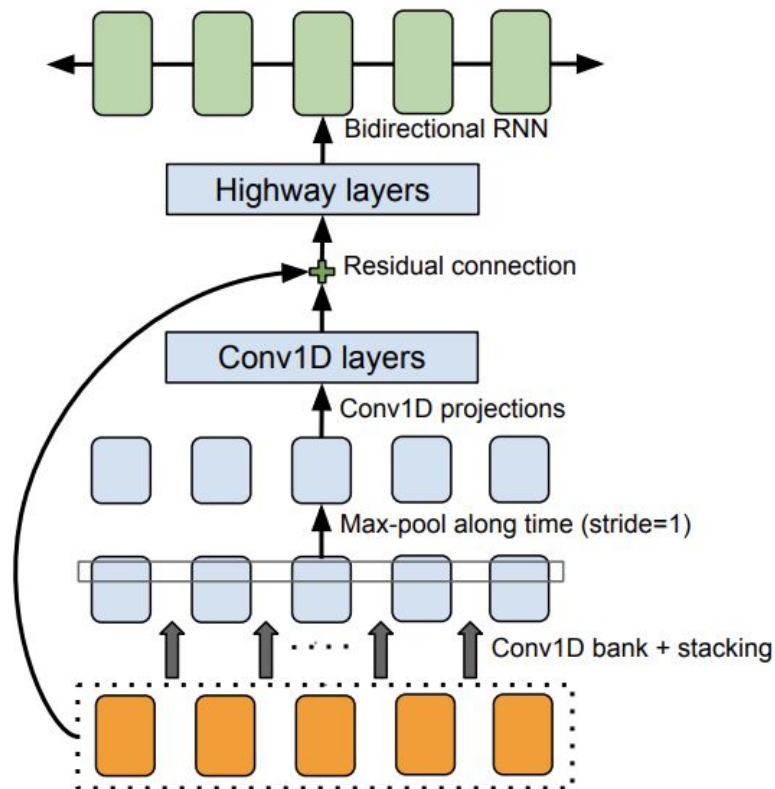 Bidirectional RNN
Highway layers
Residual connection
Conv1D layers
Conv1D projections
Max-pool along time (stride=1)
Conv1D bank + stacking